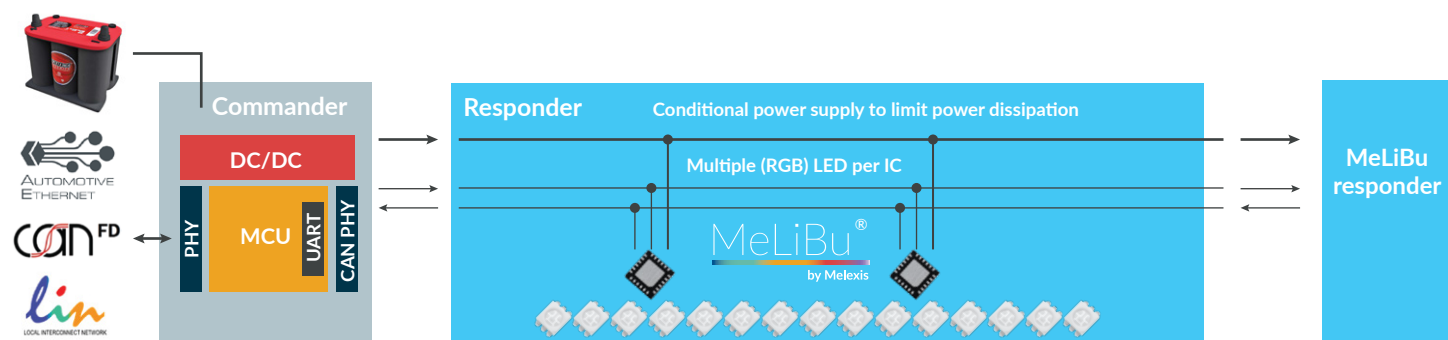 Commander
DC/DC
PHY
MCU
UART
CAN PHY
AUTOMOTIVE
ETHERNET
CAN FD
lin
LOCAL INTERCONNECT NETWORK
Responder
Conditional power supply to limit power dissipation
Multiple (RGB) LED per IC
MeLiBu®
by Melexis
MeLiBu
responder